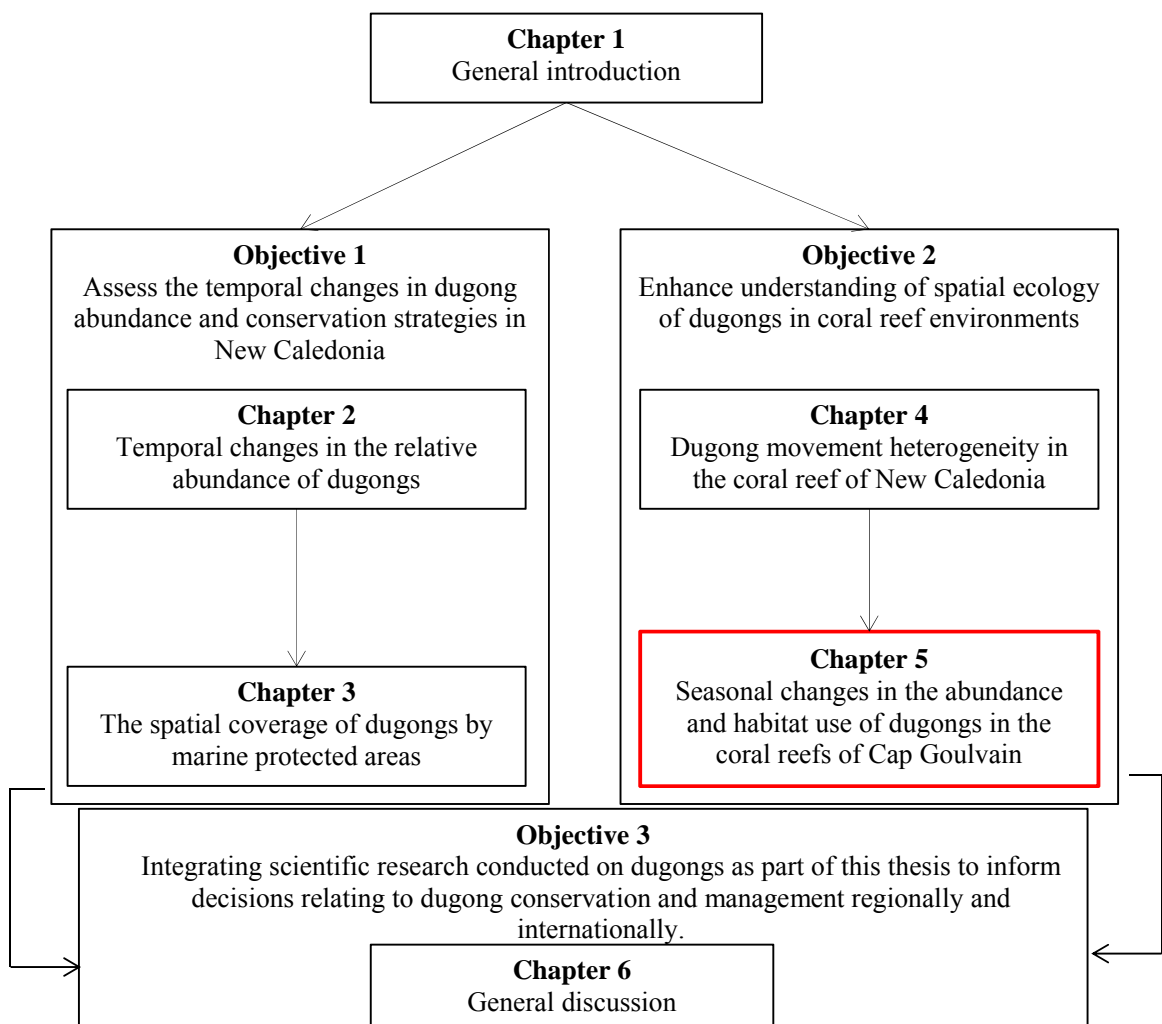 Chapter 1
General introduction
Objective 1
Assess the temporal changes in dugong
abundance and conservation strategies in
New Caledonia
Chapter 2
Temporal changes in the relative
abundance of dugongs
Chapter 3
The spatial coverage of dugongs by
marine protected areas
Objective 2
Enhance understanding of spatial ecology
of dugongs in coral reef environments
Chapter 4
Dugong movement heterogeneity in
the coral reef of New Caledonia
Chapter 5
Seasonal changes in the abundance
and habitat use of dugongs in the
coral reefs of Cap Goulvain
Objective 3
Integrating scientific research conducted on dugongs as part of this thesis to inform
decisions relating to dugong conservation and management regionally and
internationally.
Chapter 6
General discussion